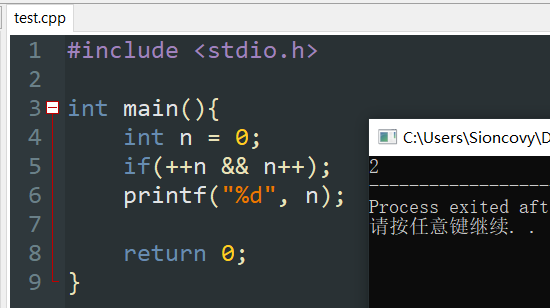 test.cpp
1 #include <stdio.h>
2
3 int main(){
4 int n = 0;
5 if(++n && n++);
6 printf("%d", n);
7
8 return 0;
9 }
C:\Users\Sioncovy\D
2
--------------------------------
Process exited aft
请按任意键继续. .